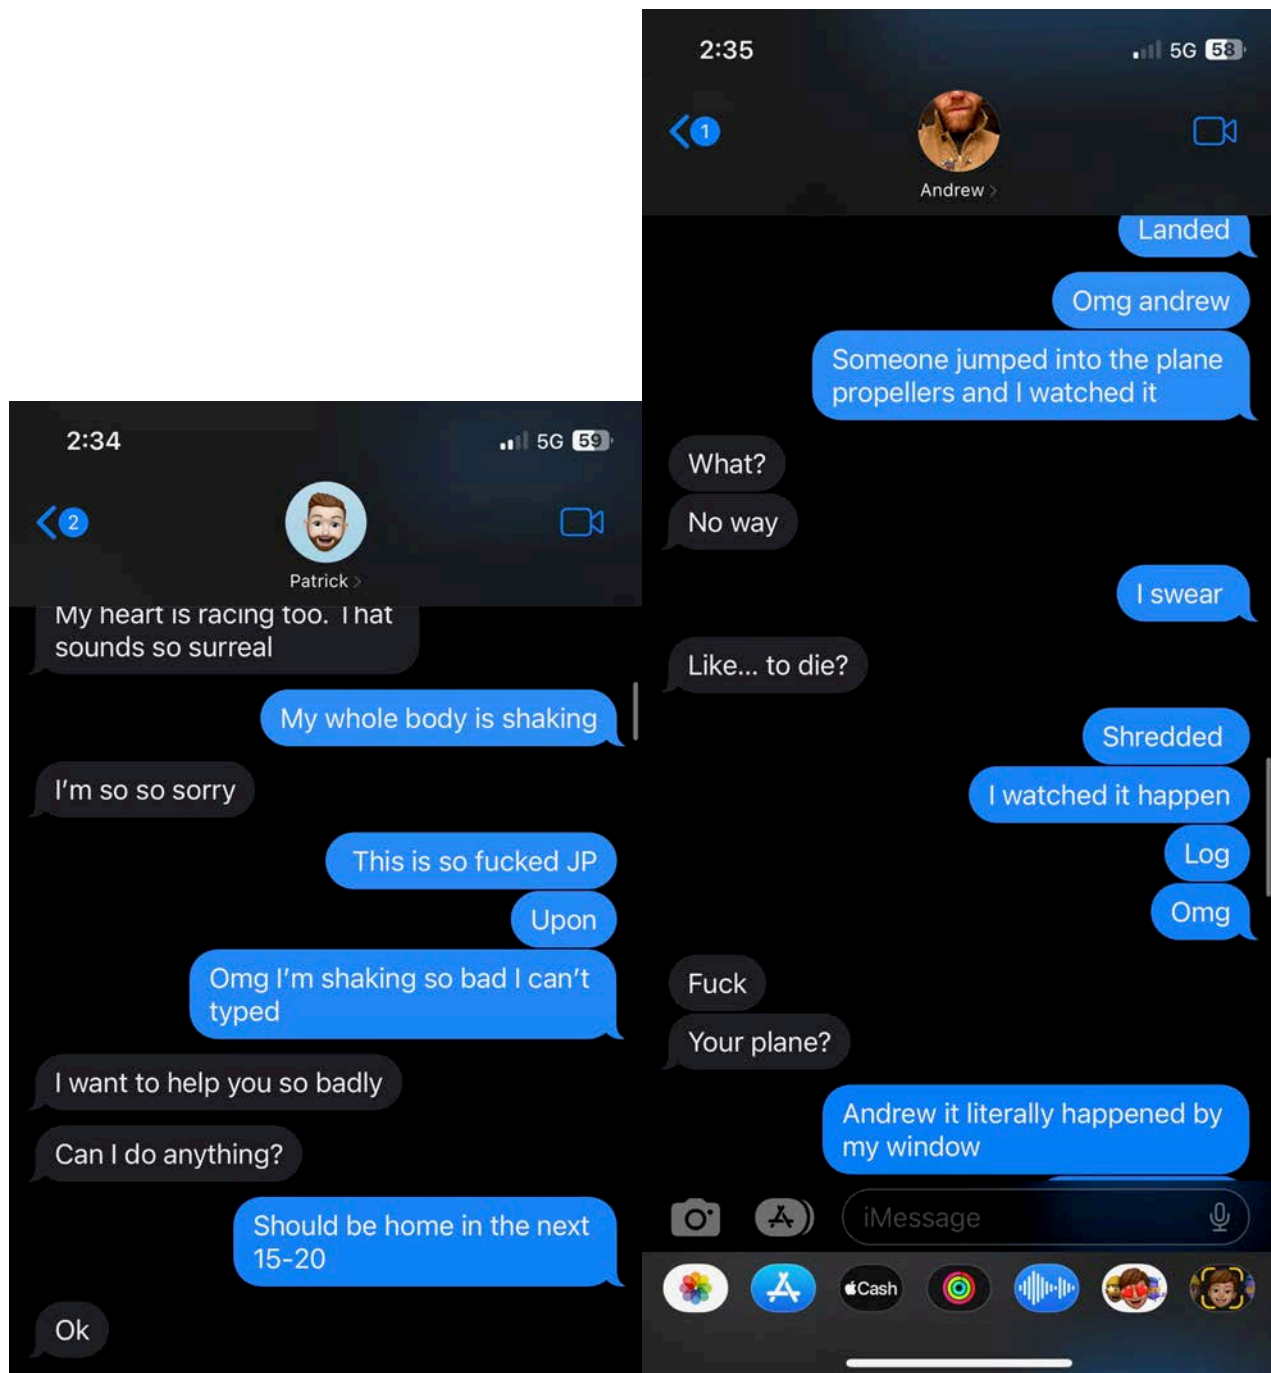 2:34
5G 59
2
Patrick
My heart is racing too. That
sounds so surreal
My whole body is shaking
I'm so so sorry
This is so fucked JP
Upon
Omg I'm shaking so bad I can't
typed
I want to help you so badly
Can I do anything?
Should be home in the next
15-20
Ok
2:35
5G 58
1
Andrew
Landed
Omg andrew
Someone jumped into the plane
propellers and I watched it
What?
No way
I swear
Like... to die?
Shredded
I watched it happen
Log
Omg
Fuck
Your plane?
Andrew it literally happened by
my window
iMessage
Cash